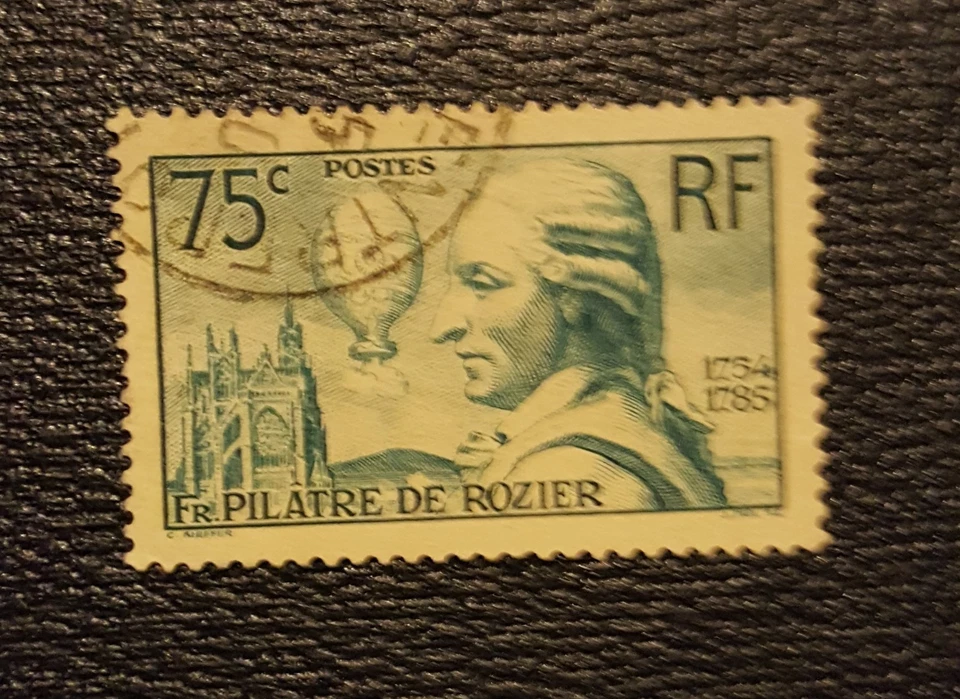 75c POSTES RF
1754
1785
FR. PILÂTRE DE ROZIER